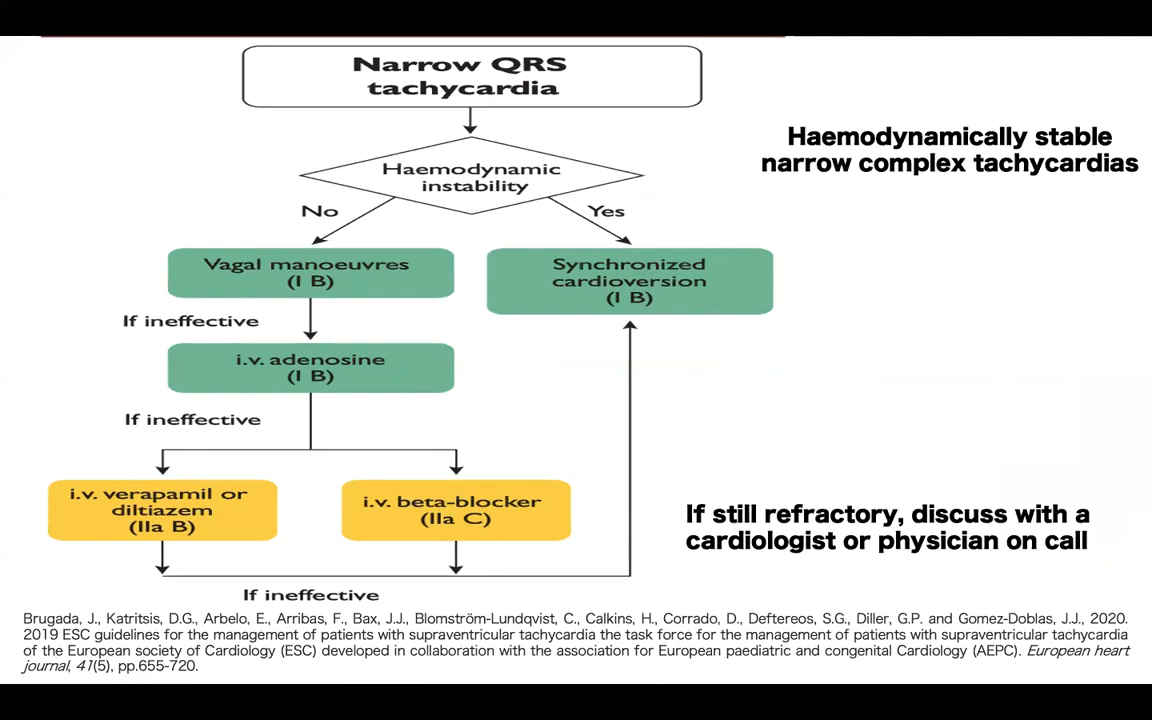 Narrow QRS
tachycardia
Haemodynamically stable
narrow complex tachycardias
Haemodynamic
instability
No
Yes
Vagal manoeuvres
(I B)
Synchronized
cardioversion
(I B)
If ineffective
i.v. adenosine
(I B)
If ineffective
i.v. verapamil or
diltiazem
(IIa B)
i.v. beta-blocker
(IIa C)
If still refractory, discuss with a
cardiologist or physician on call
If ineffective
Brugada, J., Katritsis, D.G., Arbelo, E., Arribas, F., Bax, J.J., Blomström-Lundqvist, C., Calkins, H., Corrado, D., Deftereos, S.G., Diller, G.P. and Gomez-Doblas, J.J., 2020.
2019 ESC guidelines for the management of patients with supraventricular tachycardia the task force for the management of patients with supraventricular tachycardia
of the European society of Cardiology (ESC) developed in collaboration with the association for European paediatric and congenital Cardiology (AEPC). European heart
journal, 41(5), pp.655-720.